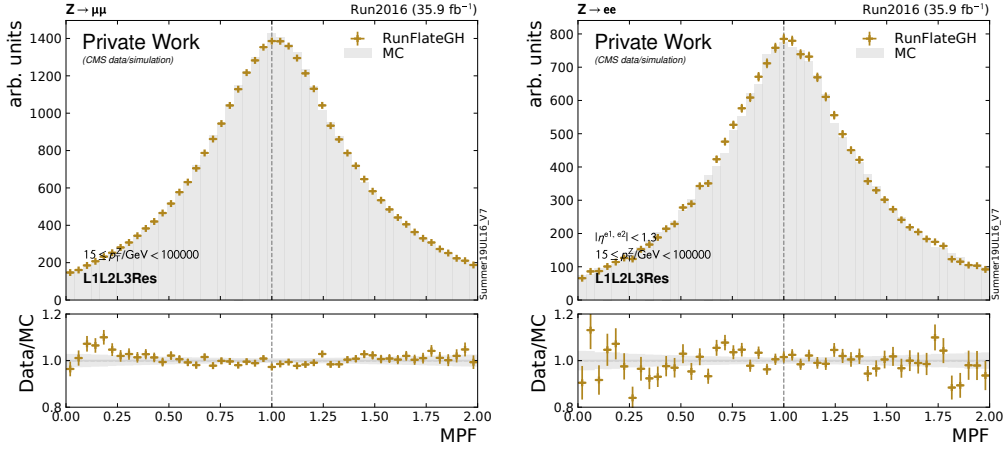 Z → μμ
Run2016 (35.9 fb⁻¹)
arb. units
1400
1200
1000
800
600
400
200
0
Private Work
(CMS data/simulation)
RunFlateGH
MC
15 ≤ p_T^Z/GeV < 100000
L1L2L3Res
Summer19UL16_V7
Data/MC
1.2
1.0
0.8
0.00 0.25 0.50 0.75 1.00 1.25 1.50 1.75 2.00
MPF
Z → ee
Run2016 (35.9 fb⁻¹)
arb. units
800
700
600
500
400
300
200
100
0
Private Work
(CMS data/simulation)
RunFlateGH
MC
|η^{e1, e2}| < 1.3
15 ≤ p_T^Z/GeV < 100000
L1L2L3Res
Summer19UL16_V7
Data/MC
1.2
1.0
0.8
0.00 0.25 0.50 0.75 1.00 1.25 1.50 1.75 2.00
MPF